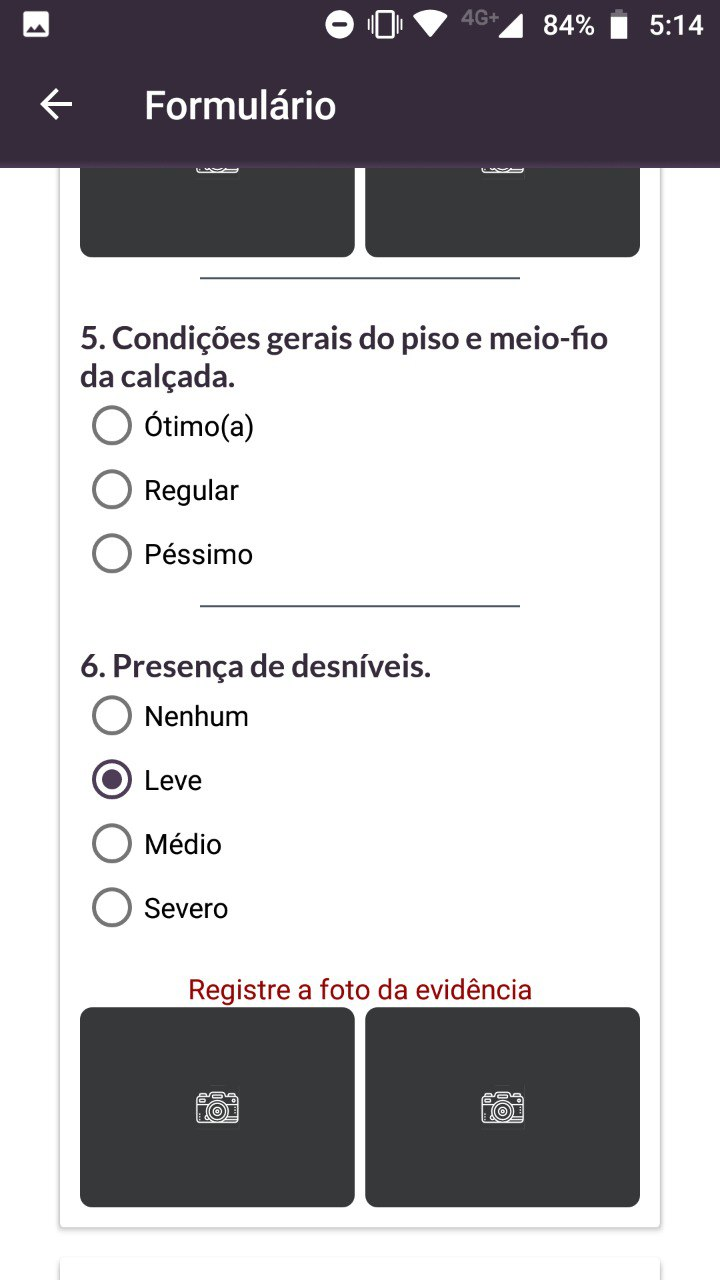 4G+ 84% 5:14
Formulário
5. Condições gerais do piso e meio-fio
da calçada.
Ótimo(a)
Regular
Péssimo
6. Presença de desníveis.
Nenhum
Leve
Médio
Severo
Registre a foto da evidência